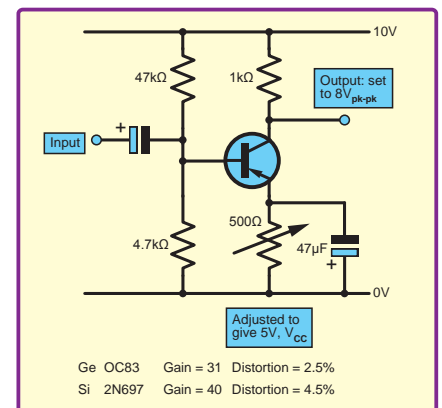 10V
47kΩ
1kΩ
Output: set
to 8Vpk-pk
+
Input
500Ω
4.7kΩ
47µF
+
0V
Adjusted to
give 5V, VCC
Ge OC83 Gain = 31 Distortion = 2.5%
Si 2N697 Gain = 40 Distortion = 4.5%